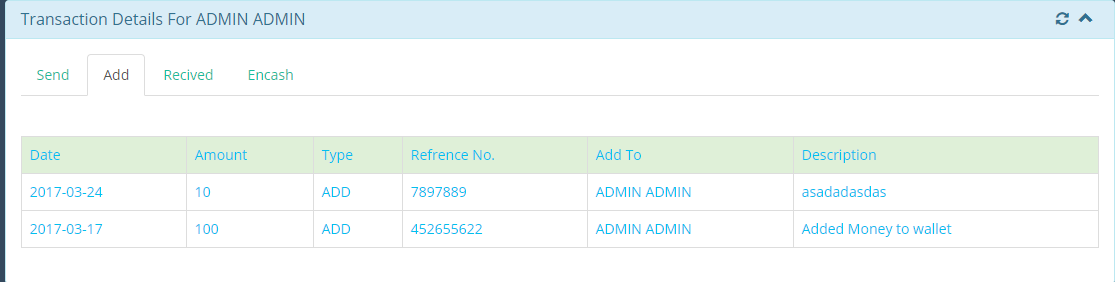 Transaction Details For ADMIN ADMIN
Send Add Recived Encash
Date Amount Type Refrence No. Add To Description
2017-03-24 10 ADD 7897889 ADMIN ADMIN asadadasdas
2017-03-17 100 ADD 452655622 ADMIN ADMIN Added Money to wallet